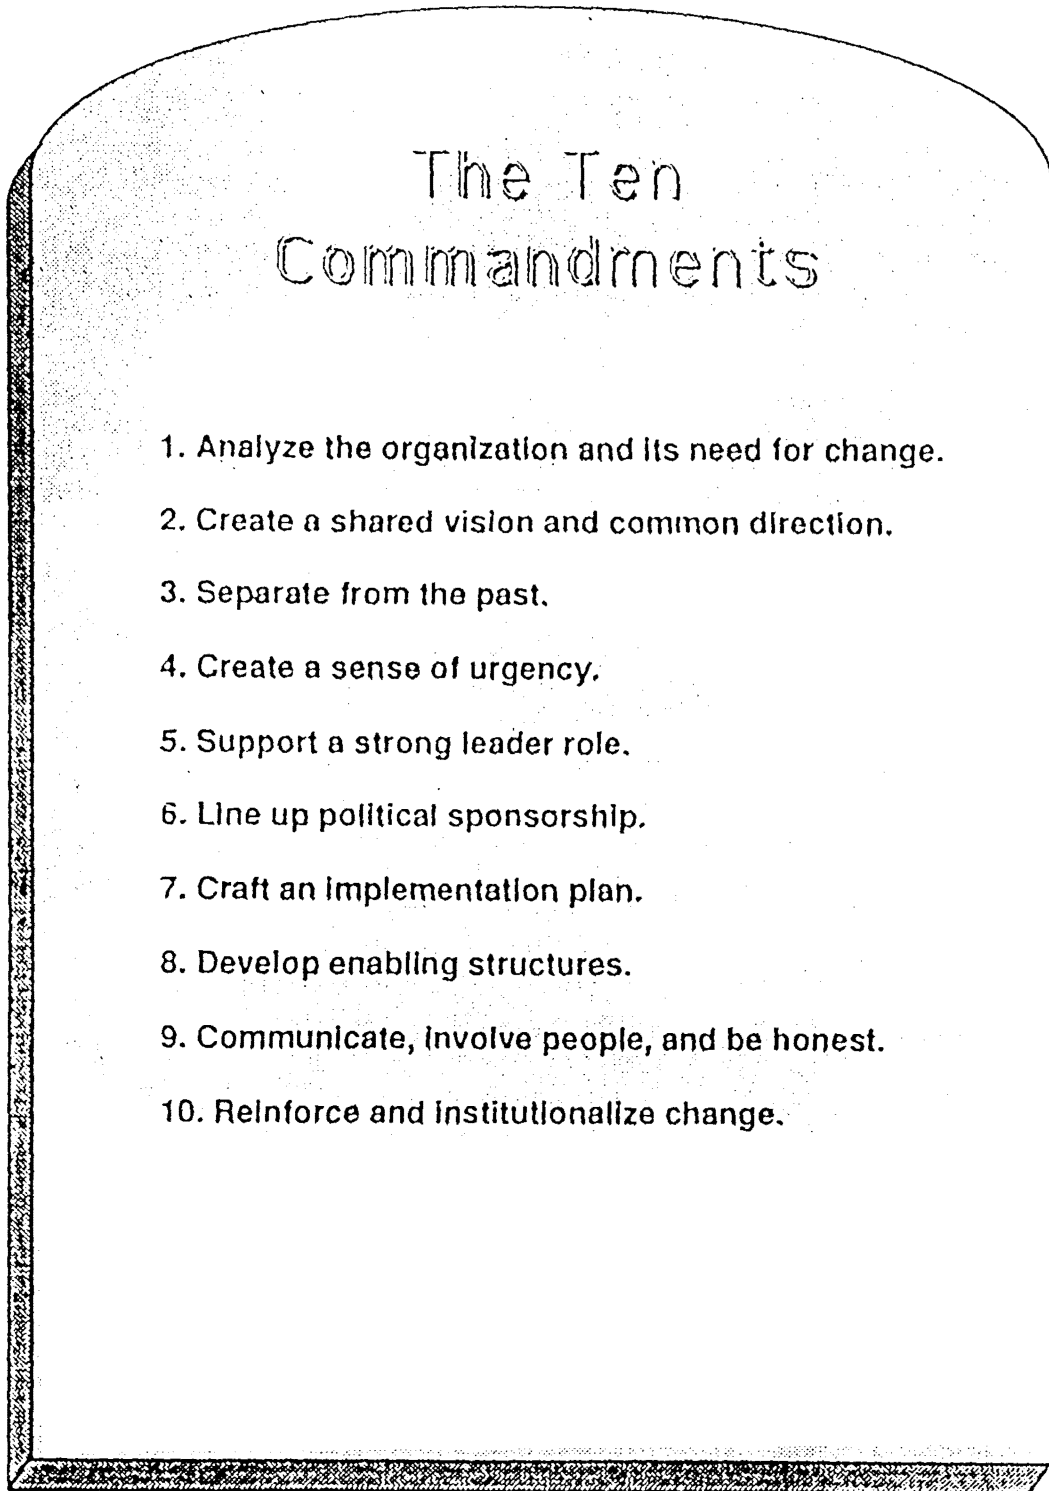 The Ten
Commandments
1. Analyze the organization and its need for change.
2. Create a shared vision and common direction.
3. Separate from the past.
4. Create a sense of urgency.
5. Support a strong leader role.
6. Line up political sponsorship.
7. Craft an implementation plan.
8. Develop enabling structures.
9. Communicate, involve people, and be honest.
10. Reinforce and institutionalize change.